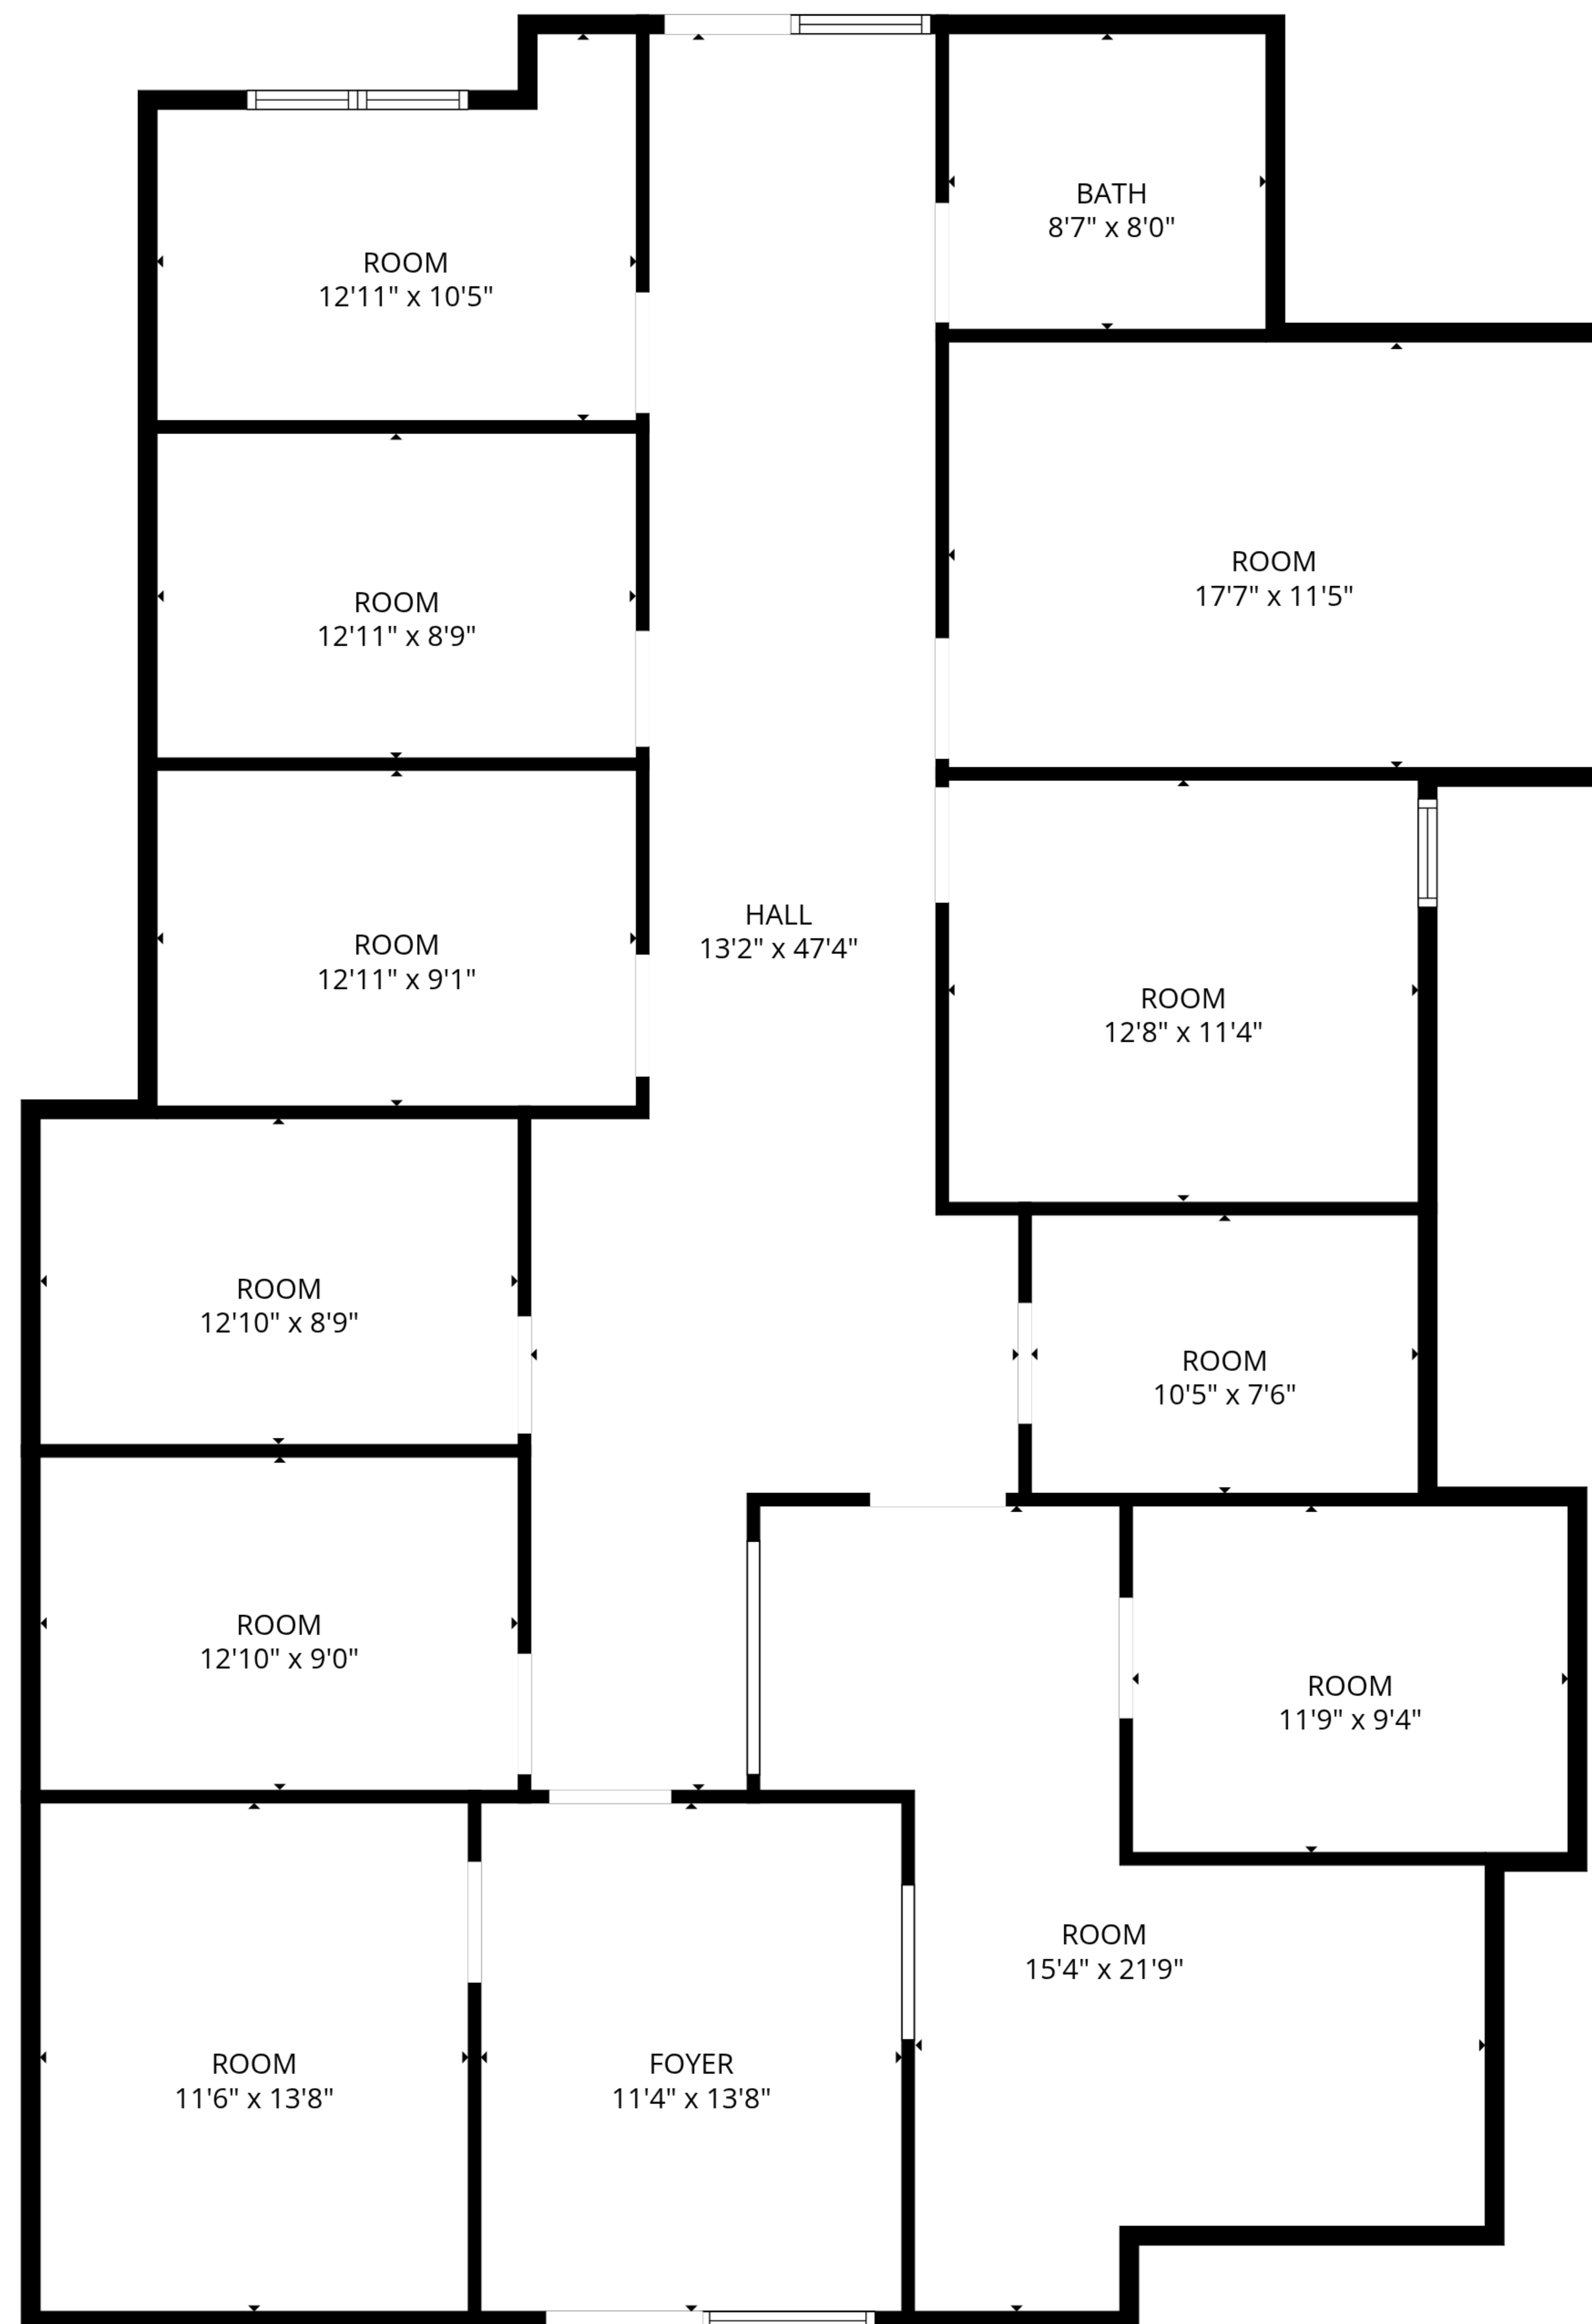 BATH
8'7" x 8'0"
ROOM
12'11" x 10'5"
ROOM
17'7" x 11'5"
ROOM
12'11" x 8'9"
HALL
13'2" x 47'4"
ROOM
12'11" x 9'1"
ROOM
12'8" x 11'4"
ROOM
12'10" x 8'9"
ROOM
10'5" x 7'6"
ROOM
12'10" x 9'0"
ROOM
11'9" x 9'4"
ROOM
15'4" x 21'9"
ROOM
11'6" x 13'8"
FOYER
11'4" x 13'8"